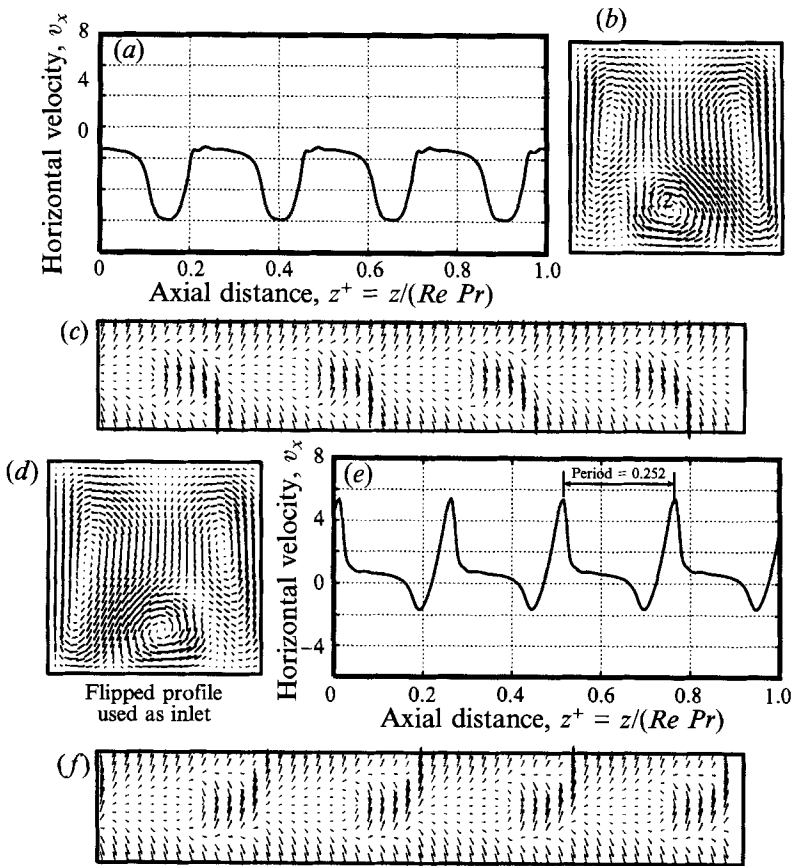 8
(a)
4
0
Horizontal velocity, v_x
0 0.2 0.4 0.6 0.8 1.0
Axial distance, z⁺ = z/(Re Pr)
(b)
(c)
(d)
Flipped profile
used as inlet
8
(e)
Period = 0.252
4
0
−4
Horizontal velocity, v_x
0 0.2 0.4 0.6 0.8 1.0
Axial distance, z⁺ = z/(Re Pr)
(f)